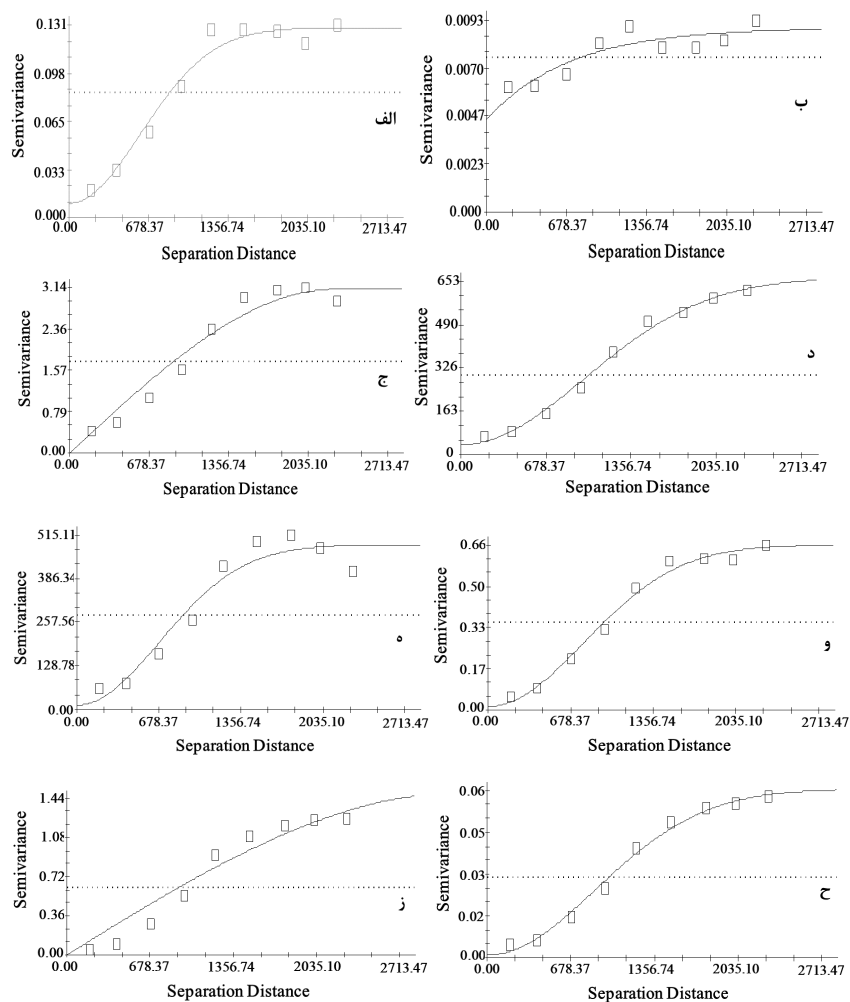 0.131
0.098
0.065
0.033
0.000
Semivariance
الف
0.00 678.37 1356.74 2035.10 2713.47
Separation Distance
0.0093
0.0070
0.0047
0.0023
0.000
Semivariance
ب
0.00 678.37 1356.74 2035.10 2713.47
Separation Distance
3.14
2.36
1.57
0.79
0.00
Semivariance
ج
0.00 678.37 1356.74 2035.10 2713.47
Separation Distance
653
490
326
163
0
Semivariance
د
0.00 678.37 1356.74 2035.10 2713.47
Separation Distance
515.11
386.34
257.56
128.78
0.00
Semivariance
ه
0.00 678.37 1356.74 2035.10 2713.47
Separation Distance
0.66
0.50
0.33
0.17
0.00
Semivariance
و
0.00 678.37 1356.74 2035.10 2713.47
Separation Distance
1.44
1.08
0.72
0.36
0.00
Semivariance
ز
0.00 678.37 1356.74 2035.10 2713.47
Separation Distance
0.06
0.05
0.03
0.02
0.00
Semivariance
ح
0.00 678.37 1356.74 2035.10 2713.47
Separation Distance